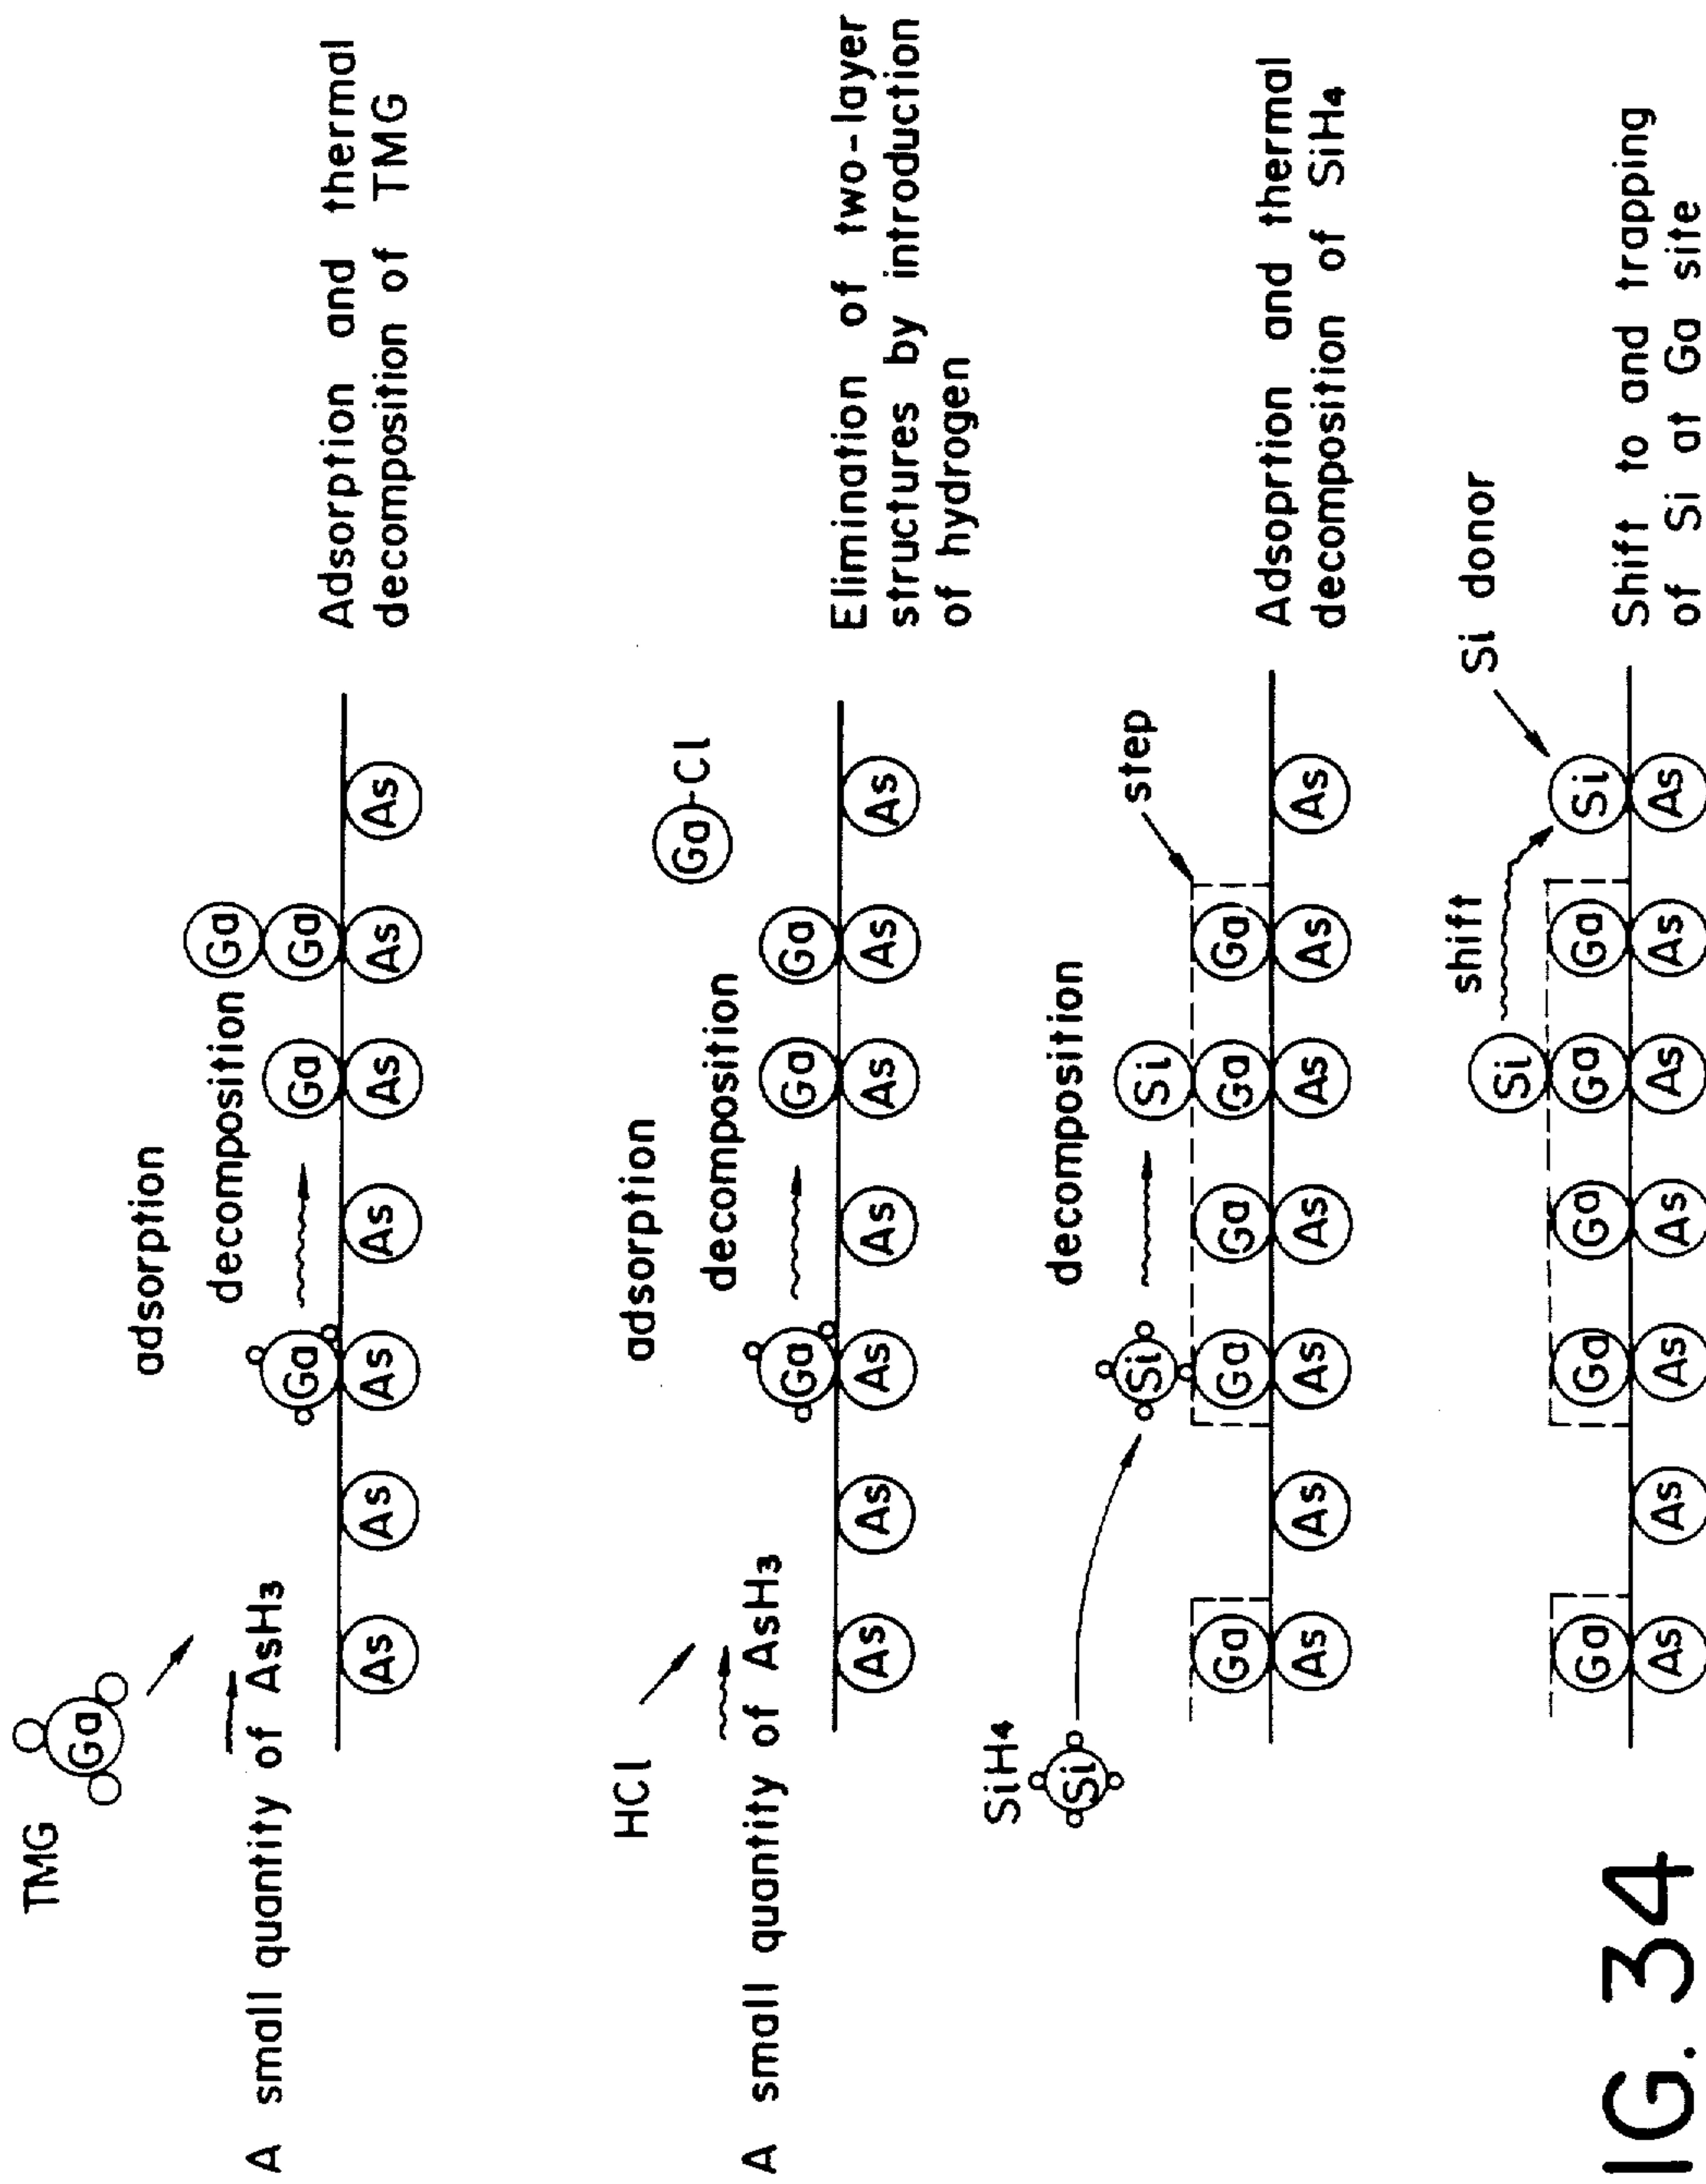 TMG
Ga
adsorption
A small quantity of AsH₃
decomposition
Ga
Ga Ga Ga
As As As As As As As
Adsorption and thermal
decomposition of TMG
HCl
adsorption
A small quantity of AsH₃
decomposition
Ga-Cl
Ga Ga Ga
As As As As As As As
Elimination of two-layer
structures by introduction
of hydrogen
SiH₄
Si
decomposition
step
Si Si
Ga Ga Ga Ga Ga
As As As As As As As
Adsoprtion and thermal
decomposition of SiH₄
shift
Si donor
Si
Ga Ga Ga Ga Ga Si
As As As As As As As
Shift to and trapping
of Si at Ga site
IG. 34